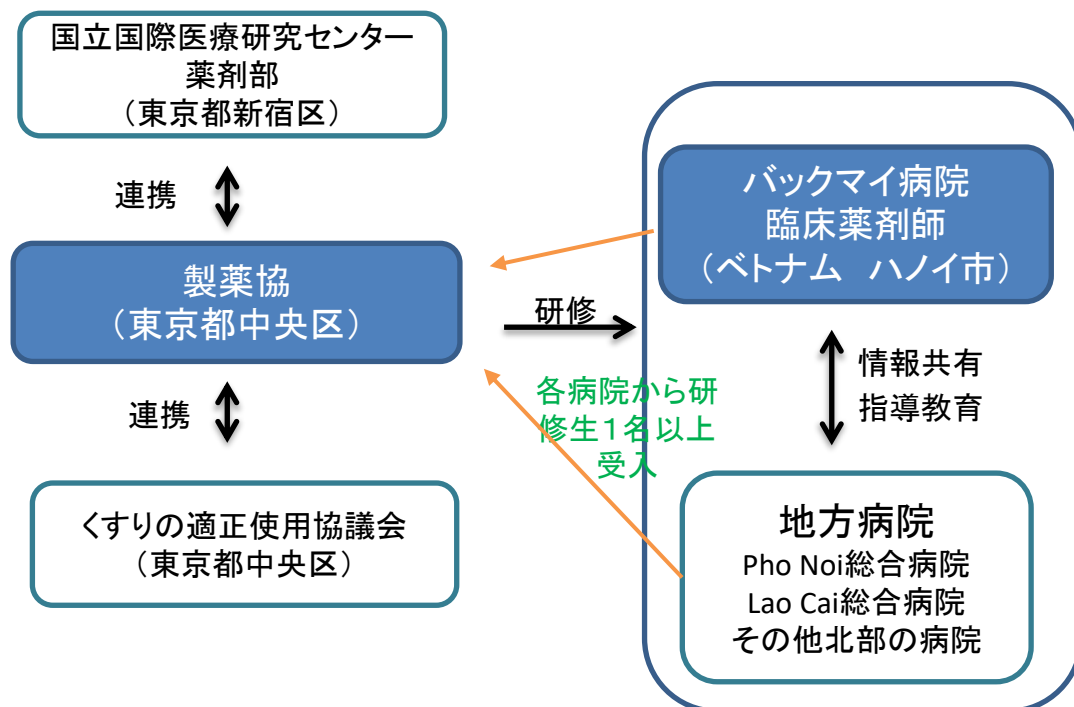 国立国際医療研究センター
薬剤部
（東京都新宿区）
連携
製薬協
（東京都中央区）
連携
くすりの適正使用協議会
（東京都中央区）
研修
各病院から研
修生１名以上
受入
バックマイ病院
臨床薬剤師
（ベトナム　ハノイ市）
情報共有
指導教育
地方病院
Pho Noi総合病院
Lao Cai総合病院
その他北部の病院